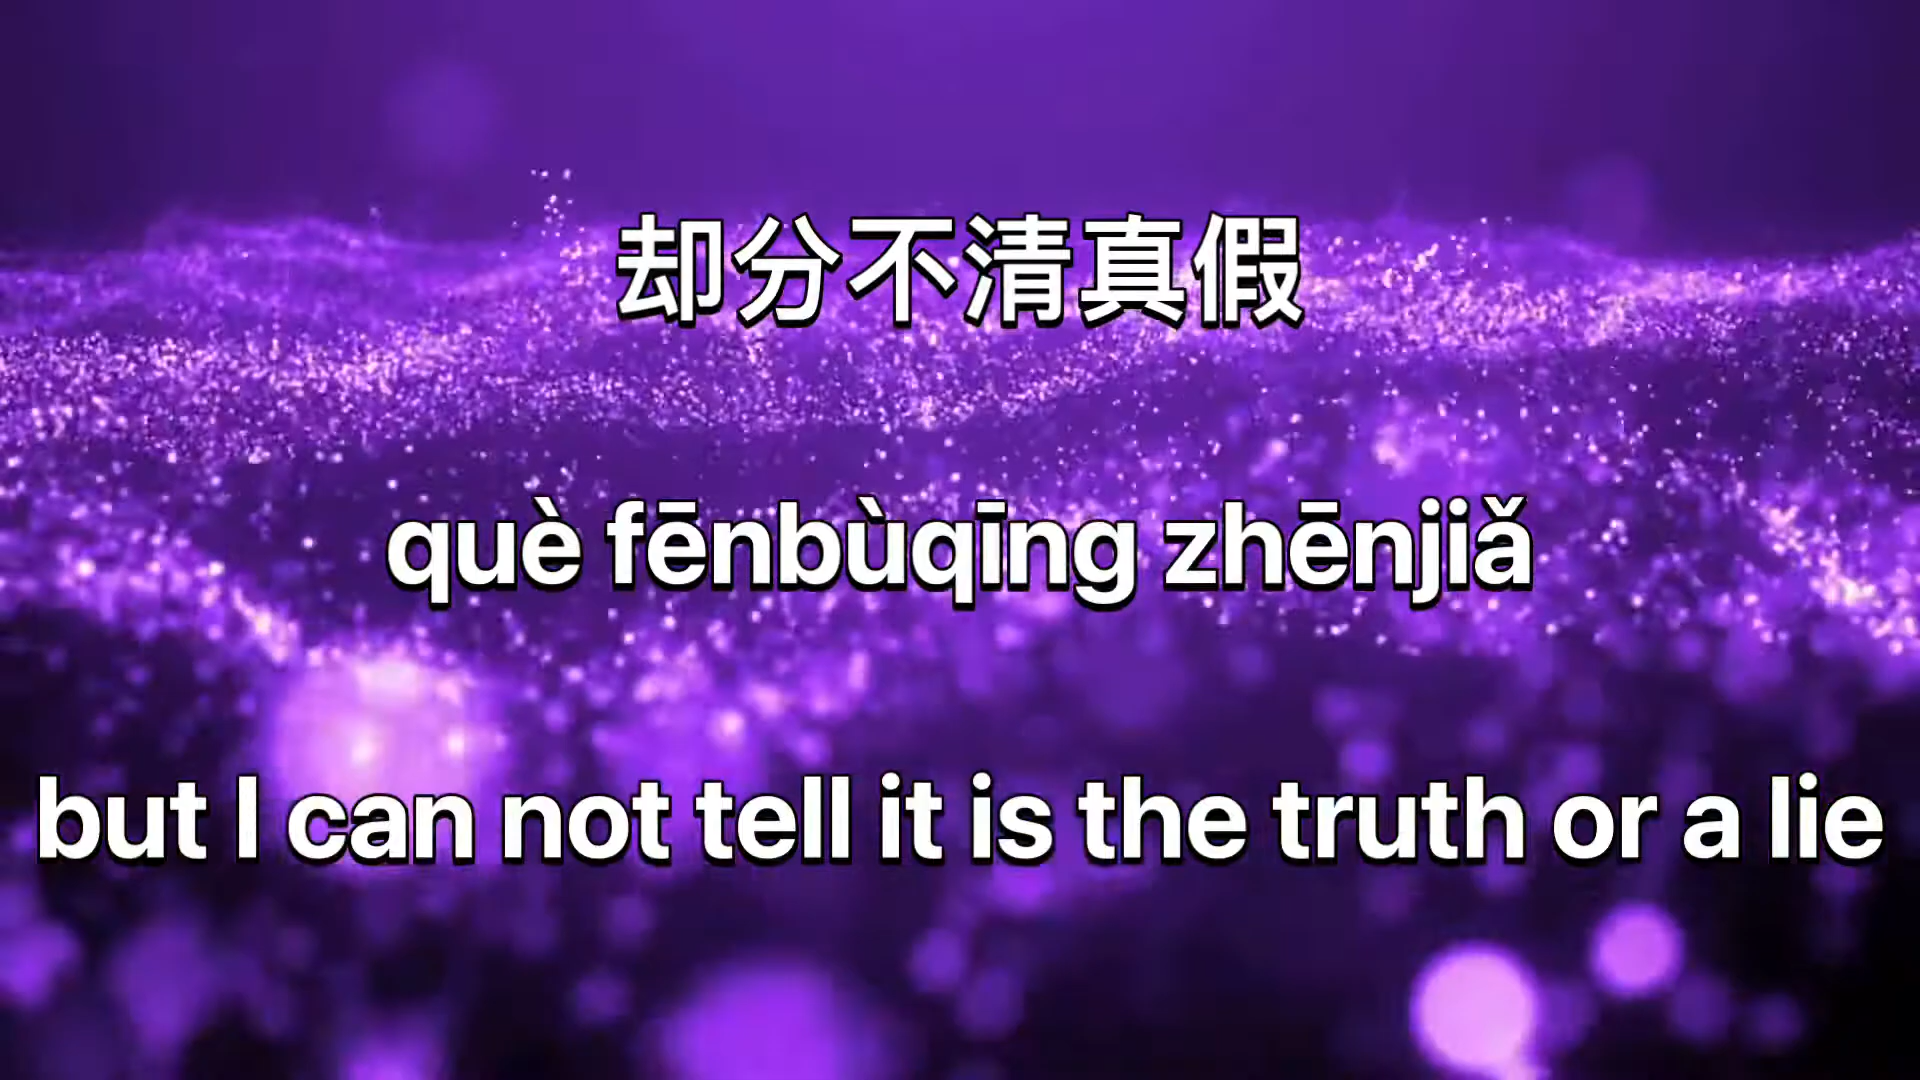 却分不清真假
què fēnbùqīng zhēnjiǎ
but I can not tell it is the truth or a lie